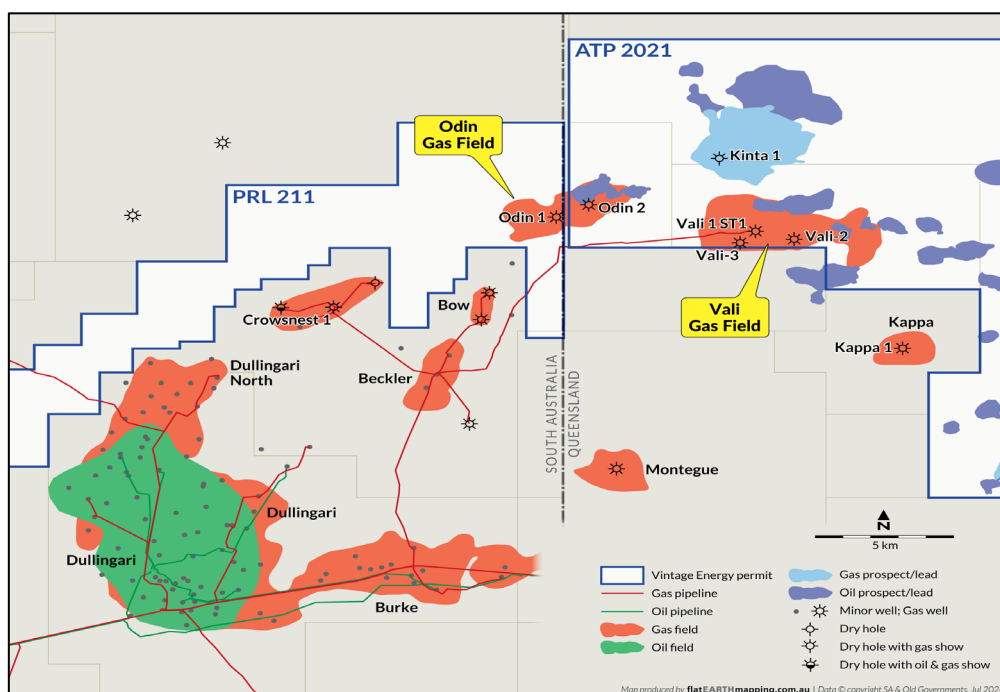 ATP 2021
Odin
Gas Field
Kinta 1
PRL 211
Odin 1
Odin 2
Vali 1 ST1
Vali-2
Vali-3
Vali
Gas Field
Bow
Crowsnest 1
Kappa
Kappa 1
Beckler
Dullingari
North
SOUTH AUSTRALIA
QUEENSLAND
Montegue
Dullingari
Dullingari
Burke
N
5 km
Vintage Energy permit
Gas pipeline
Oil pipeline
Gas field
Oil field
Gas prospect/lead
Oil prospect/lead
Minor well; Gas well
Dry hole
Dry hole with gas show
Dry hole with oil & gas show
Map produced by flatEARTHmapping.com.au | Data © copyright SA & Qld Governments, Jul